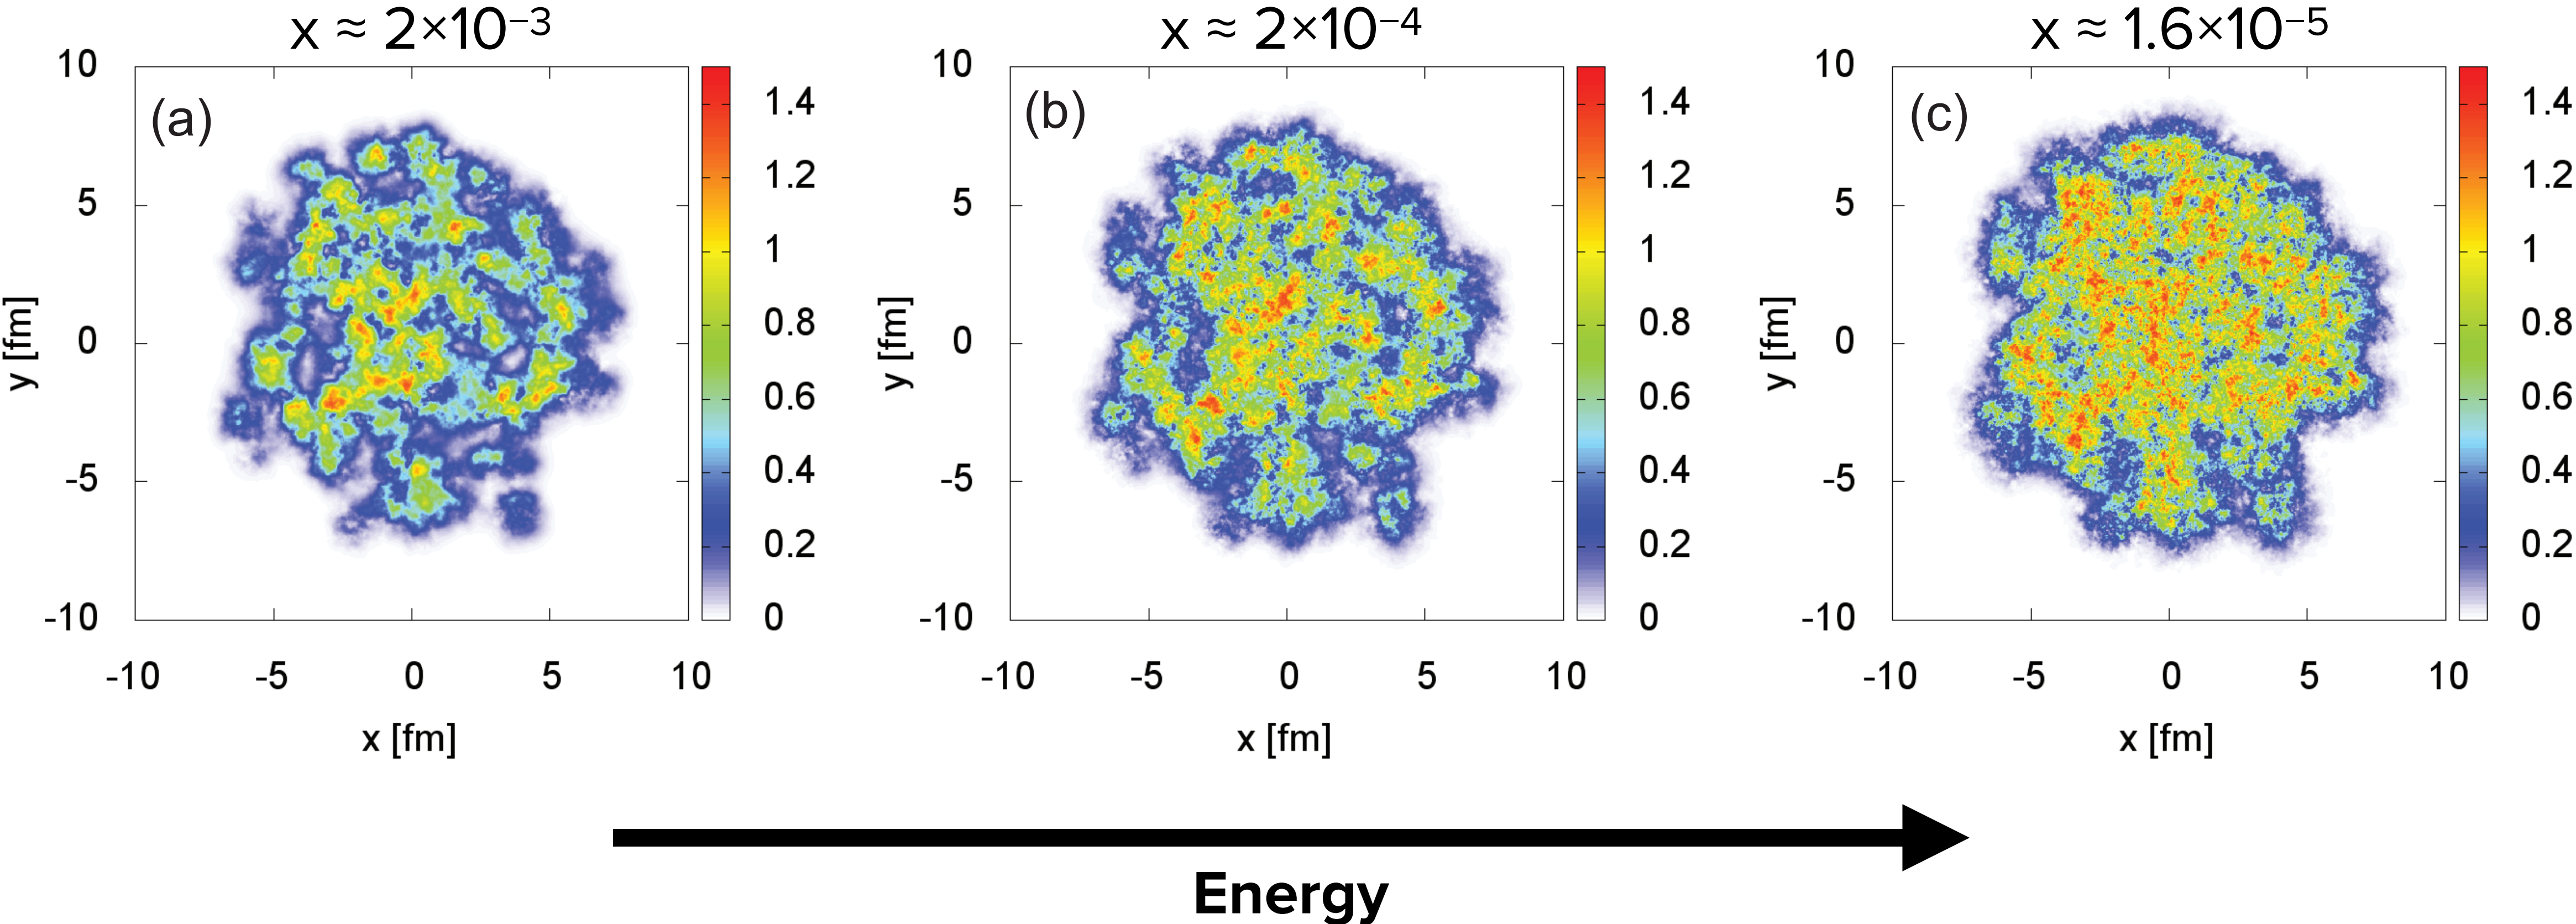 x ≈ 2×10⁻³
x ≈ 2×10⁻⁴
x ≈ 1.6×10⁻⁵
(a)
10
5
0
-5
-10
y [fm]
-10 -5 0 5 10
x [fm]
1.4
1.2
1
0.8
0.6
0.4
0.2
0
(b)
10
5
0
-5
-10
y [fm]
-10 -5 0 5 10
x [fm]
1.4
1.2
1
0.8
0.6
0.4
0.2
0
(c)
10
5
0
-5
-10
y [fm]
-10 -5 0 5 10
x [fm]
1.4
1.2
1
0.8
0.6
0.4
0.2
0
Energy